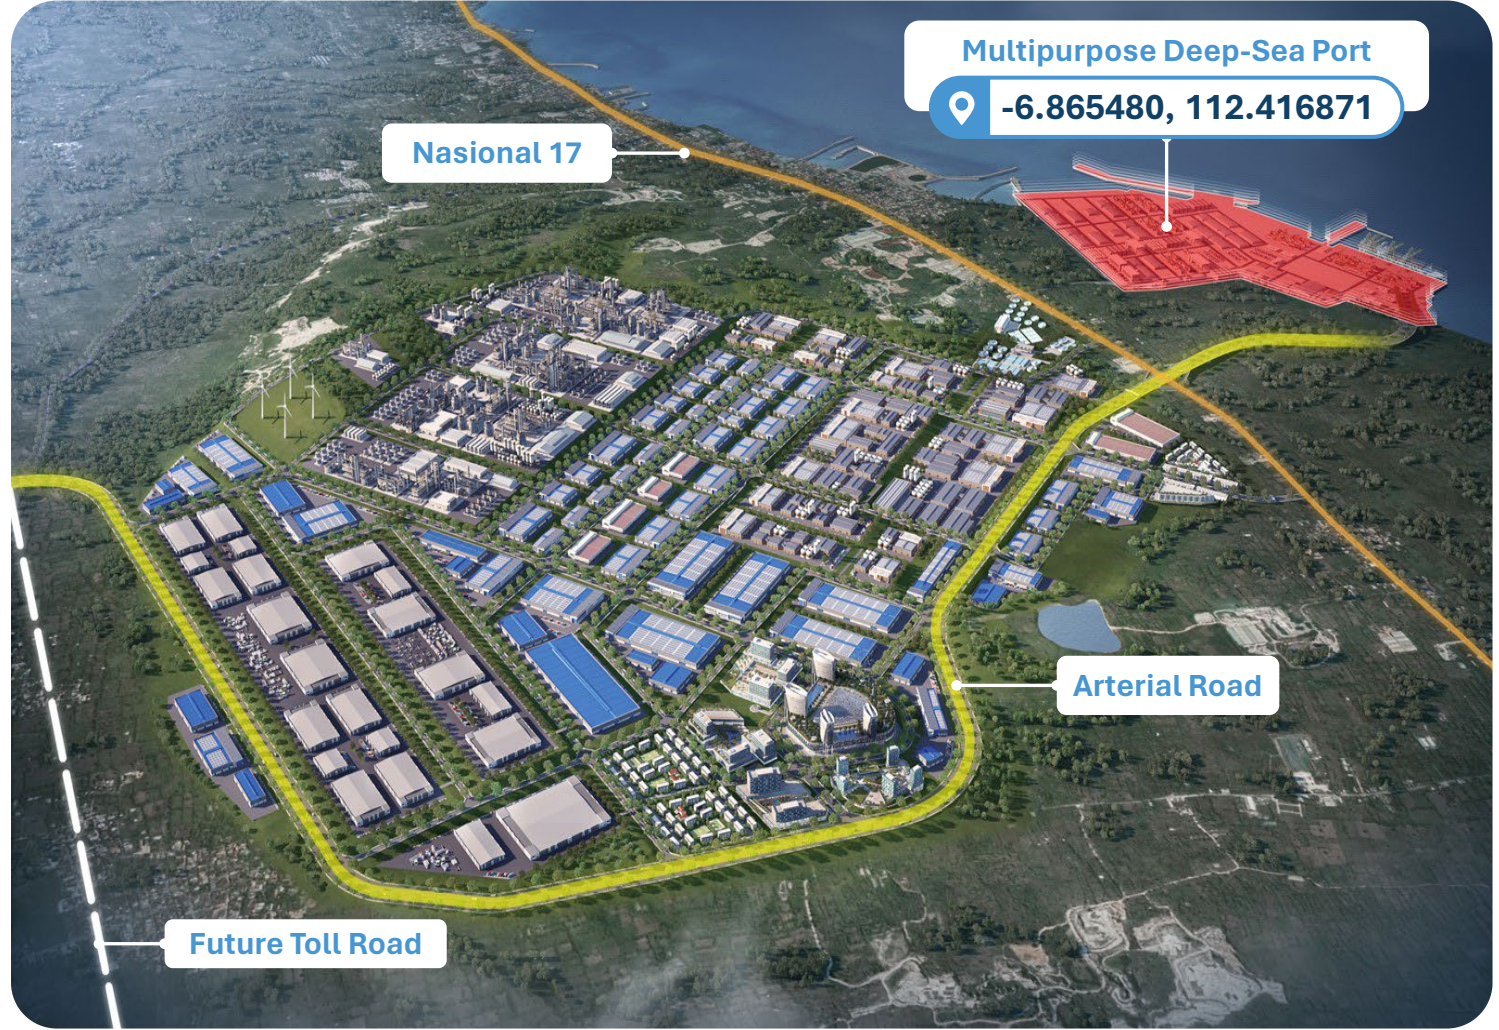 Multipurpose Deep-Sea Port
-6.865480, 112.416871
Nasional 17
Arterial Road
Future Toll Road